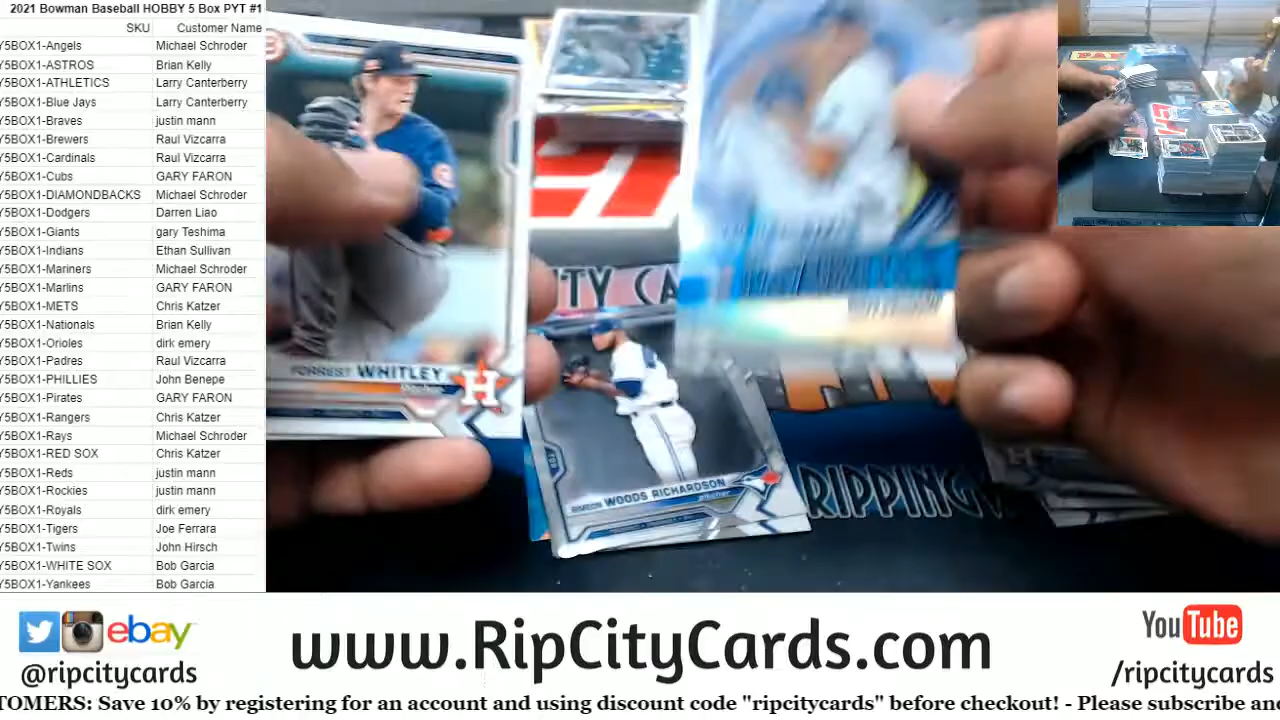 2021 Bowman Baseball HOBBY 5 Box PYT #1
SKU Customer Name
Y5BOX1-Angels Michael Schroder
Y5BOX1-ASTROS Brian Kelly
Y5BOX1-ATHLETICS Larry Canterberry
Y5BOX1-Blue Jays Larry Canterberry
Y5BOX1-Braves justin mann
Y5BOX1-Brewers Raul Vizcarra
Y5BOX1-Cardinals Raul Vizcarra
Y5BOX1-Cubs GARY FARON
Y5BOX1-DIAMONDBACKS Michael Schroder
Y5BOX1-Dodgers Darren Liao
Y5BOX1-Giants gary Teshima
Y5BOX1-Indians Ethan Sullivan
Y5BOX1-Mariners Michael Schroder
Y5BOX1-Marlins GARY FARON
Y5BOX1-METS Chris Katzer
Y5BOX1-Nationals Brian Kelly
Y5BOX1-Orioles dirk emery
Y5BOX1-Padres Raul Vizcarra
Y5BOX1-PHILLIES John Benepe
Y5BOX1-Pirates GARY FARON
Y5BOX1-Rangers Chris Katzer
Y5BOX1-Rays Michael Schroder
Y5BOX1-RED SOX Chris Katzer
Y5BOX1-Reds justin mann
Y5BOX1-Rockies justin mann
Y5BOX1-Royals dirk emery
Y5BOX1-Tigers Joe Ferrara
Y5BOX1-Twins John Hirsch
Y5BOX1-WHITE SOX Bob Garcia
Y5BOX1-Yankees Bob Garcia
FORREST WHITLEY
H
ITY CA
SIMEON WOODS RICHARDSON
pitcher
RIPPING
ebay
@ripcitycards
www.RipCityCards.com
YouTube
/ripcitycards
TOMERS: Save 10% by registering for an account and using discount code "ripcitycards" before checkout! - Please subscribe and